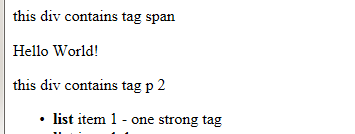 this div contains tag span
Hello World!
this div contains tag p 2
• list item 1 - one strong tag